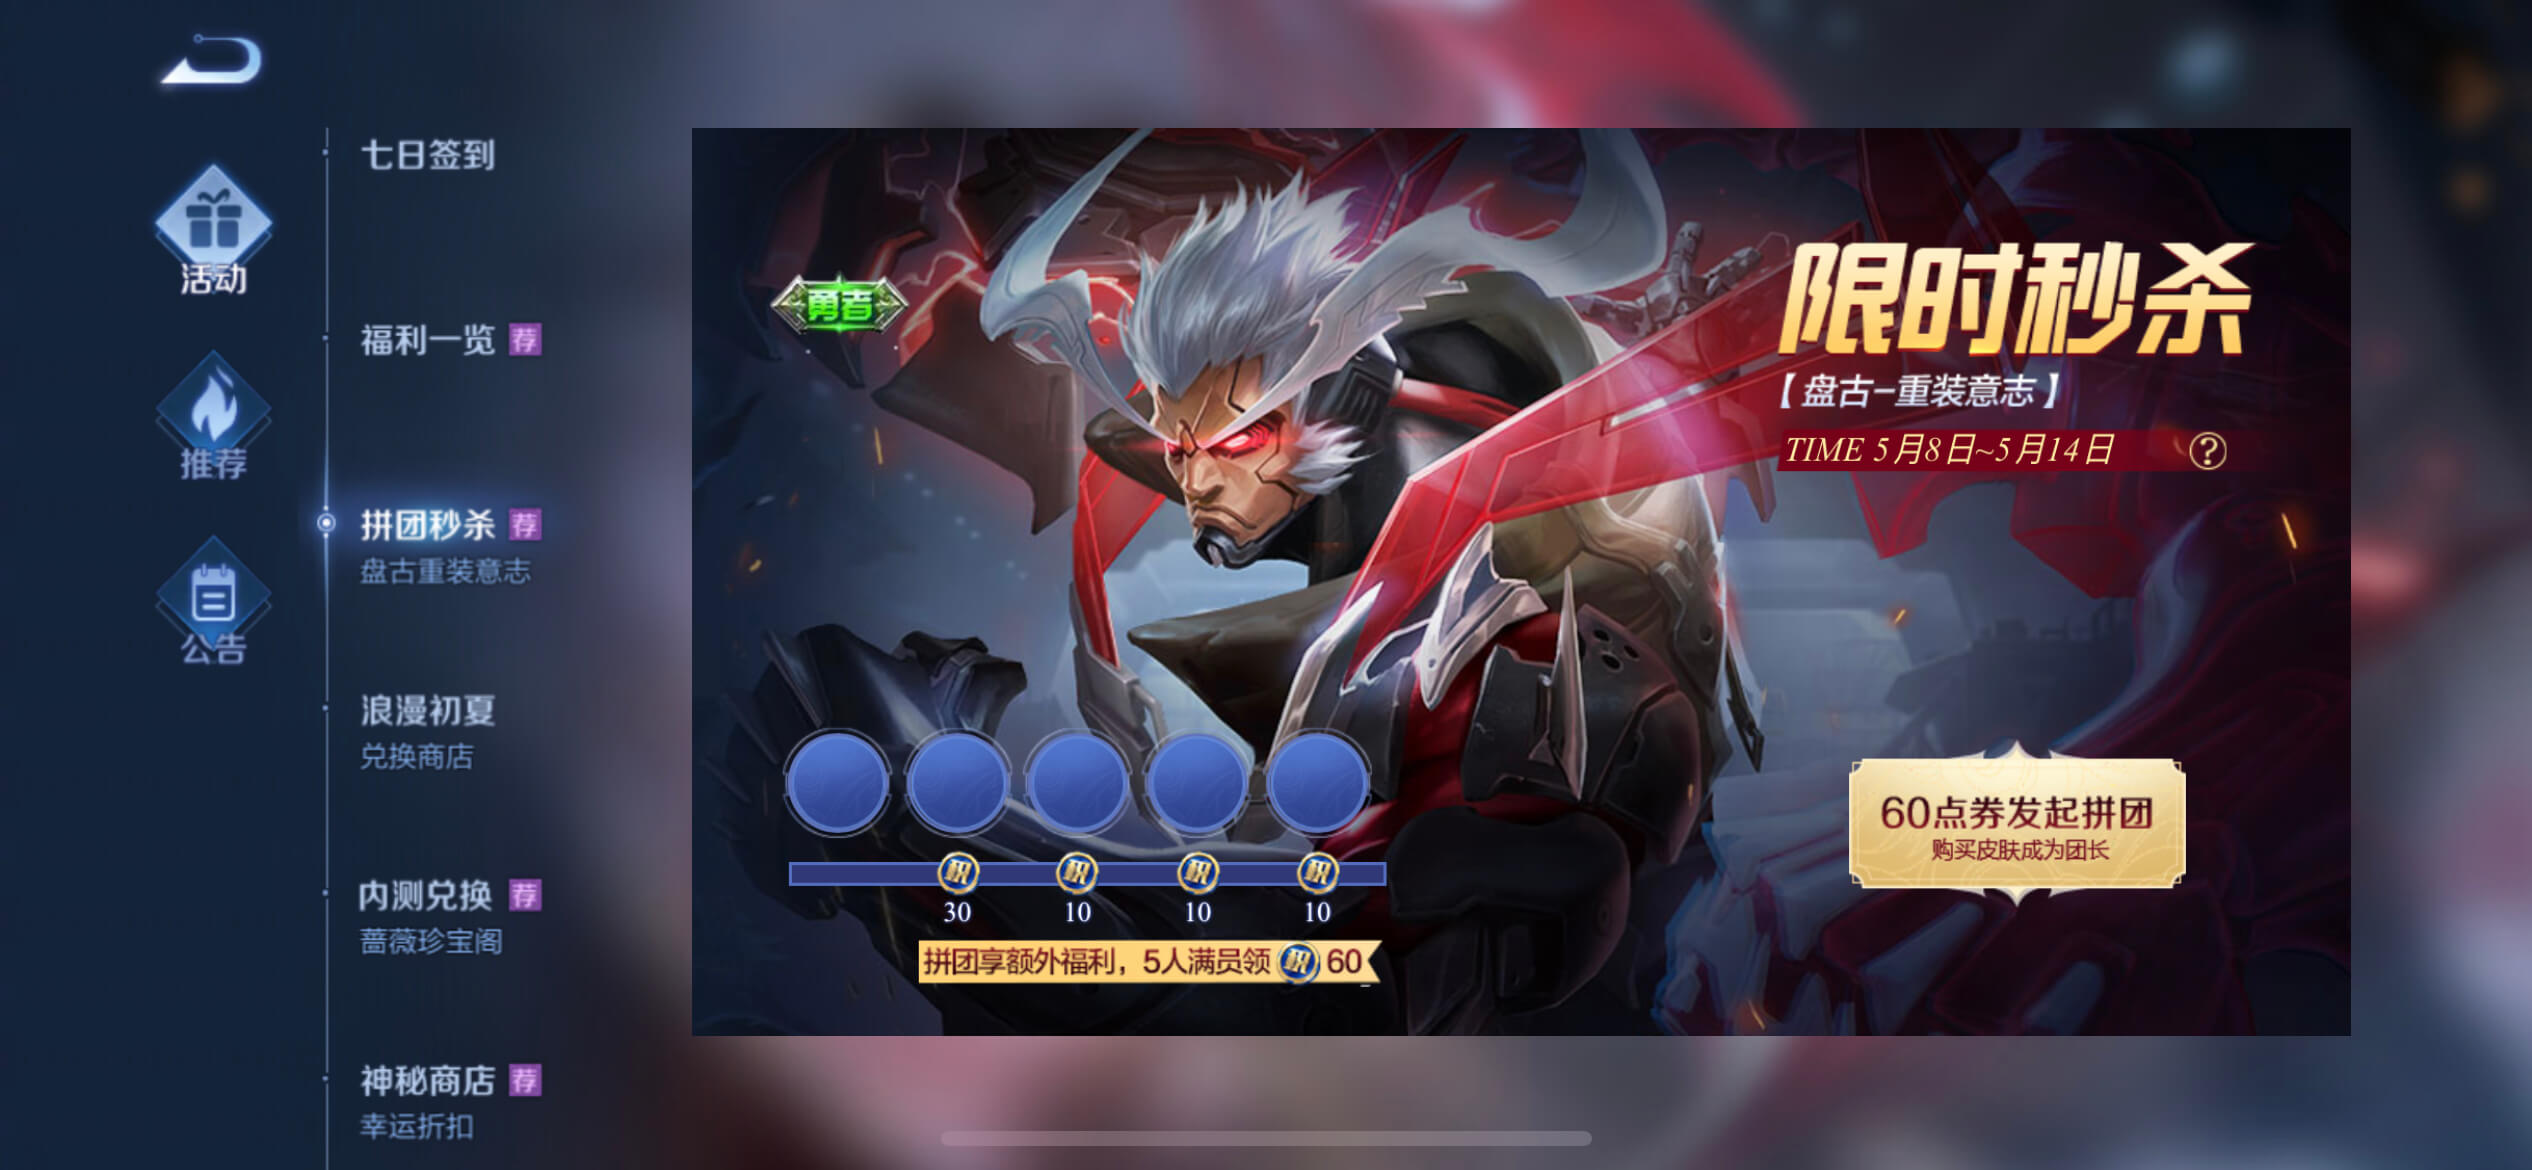 活动
推荐
公告
七日签到
福利一览 荐
拼团秒杀 荐
盘古重装意志
浪漫初夏
兑换商店
内测兑换 荐
蔷薇珍宝阁
神秘商店 荐
幸运折扣
勇者
限时秒杀
【盘古-重装意志】
TIME 5月8日~5月14日 ?
积 积 积 积
30 10 10 10
拼团享额外福利，5人满员领 积 60
60点券发起拼团
购买皮肤成为团长